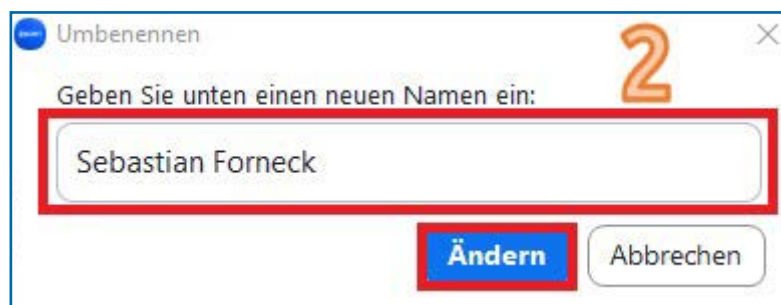 Umbenennen
2
Geben Sie unten einen neuen Namen ein:
Sebastian Forneck
Ändern
Abbrechen